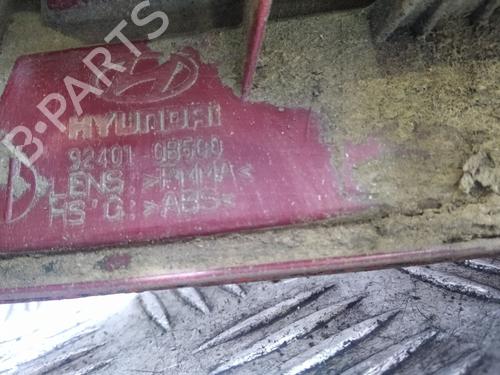 B-PARTS
HYUNDAI
92401 0B500
LENS : >PMMA<
HS'G : >ABS<